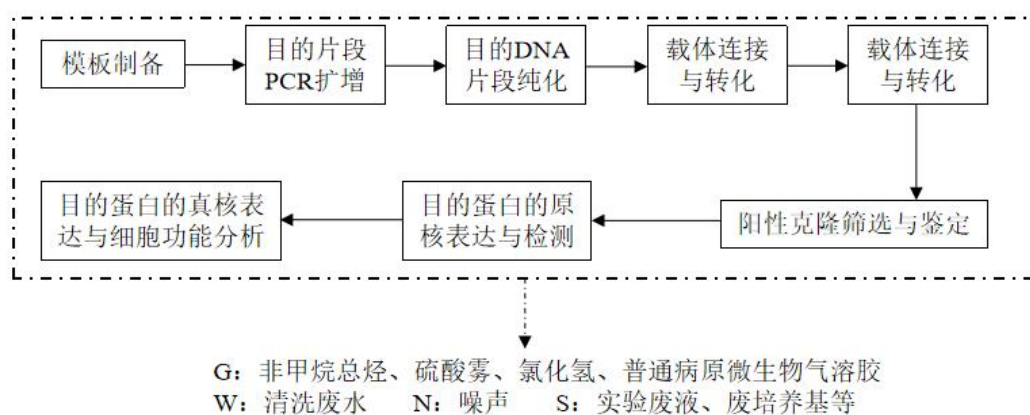 模板制备
目的片段
PCR扩增
目的DNA
片段纯化
载体连接
与转化
载体连接
与转化
阳性克隆筛选与鉴定
目的蛋白的原
核表达与检测
目的蛋白的真核表
达与细胞功能分析
G：非甲烷总烃、硫酸雾、氯化氢、普通病原微生物气溶胶
W：清洗废水 N：噪声 S：实验废液、废培养基等